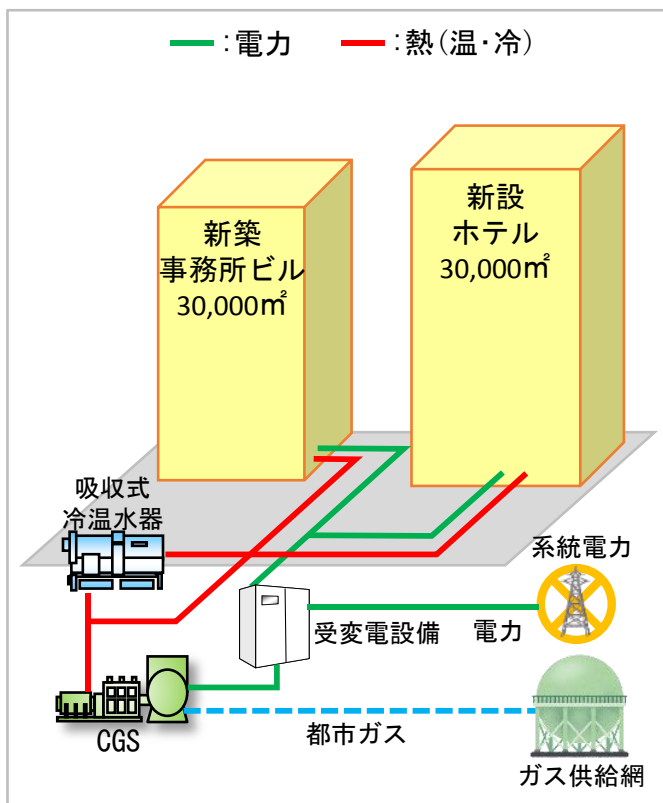 :電力
:熱(温・冷)
新築
事務所ビル
30,000㎡
新設
ホテル
30,000㎡
吸収式
冷温水器
系統電力
受変電設備
電力
CGS
都市ガス
ガス供給網